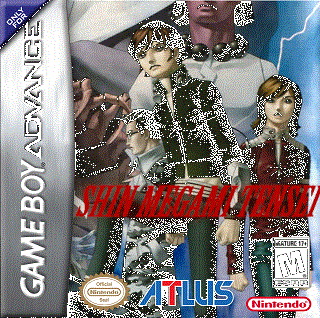 ONLY
FOR
GAME BOY ADVANCE
SHIN MEGAMI TENSEI
Official
Nintendo
Seal
ATLUS
MATURE 17+
M
Nintendo